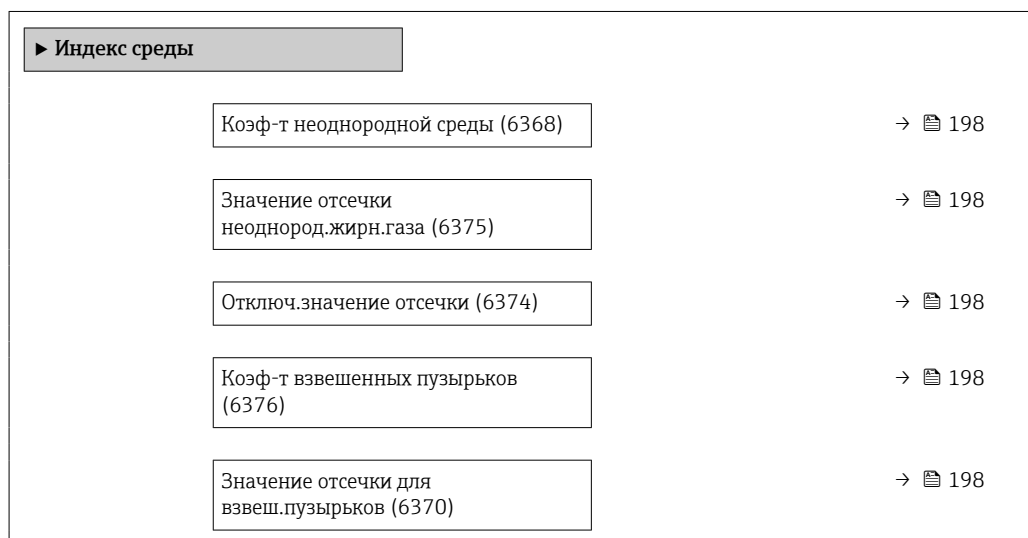 ▶ Индекс среды
Коэф-т неоднородной среды (6368) → 198
Значение отсечки → 198
неоднород.жирн.газа (6375)
Отключ.значение отсечки (6374) → 198
Коэф-т взвешенных пузырьков → 198
(6376)
Значение отсечки для → 198
взвеш.пузырьков (6370)